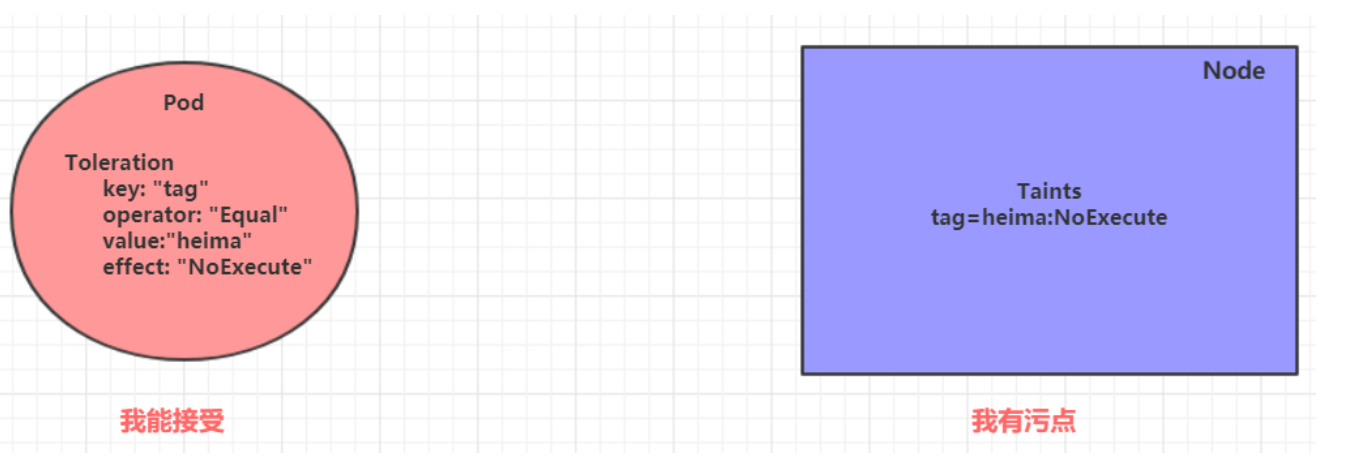 Pod
Toleration
key: "tag"
operator: "Equal"
value:"heima"
effect: "NoExecute"
我能接受
Node
Taints
tag=heima:NoExecute
我有污点